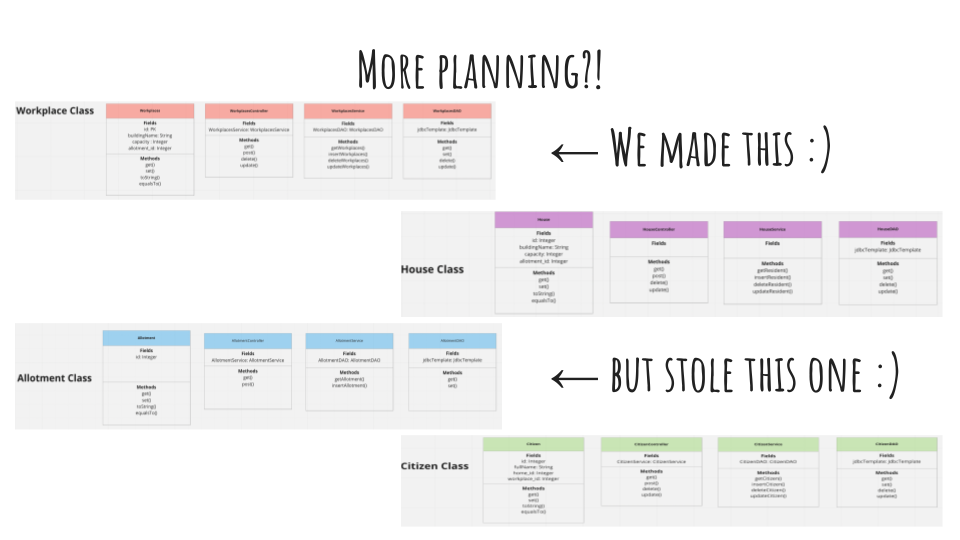 More planning?!
Workplace Class
Workplaces
Fields
id: PK
buildingName: String
capacity : Integer
allotment_id: Integer
Methods
get()
set()
toString()
equalsTo()
WorkplacesController
Fields
WorkplacesService: WorkplacesService
Methods
get()
post()
delete()
update()
WorkplacesService
Fields
WorkplacesDAO: WorkplacesDAO
Methods
getWorkplaces()
insertWorkplaces()
deleteWorkplaces()
updateWorkplaces()
WorkplacesDAO
Fields
jdbcTemplate: JdbcTemplate
Methods
get()
set()
delete()
update()
← We made this :)
House Class
House
Fields
id: Integer
buildingName: String
capacity: Integer
allotment_id: Integer
Methods
get()
set()
toString()
equalsTo()
HouseController
Fields
Methods
get()
post()
delete()
update()
HouseService
Fields
Methods
getResident()
insertResident()
deleteResident()
updateResident()
HouseDAO
Fields
jdbcTemplate: JdbcTemplate
Methods
get()
set()
delete()
update()
Allotment Class
Allotment
Fields
id: Integer
Methods
get()
set()
toString()
equalsTo()
AllotmentController
Fields
AllotmentService: AllotmentService
Methods
get()
post()
AllotmentService
Fields
AllotmentDAO: AllotmentDAO
Methods
getAllotment()
insertAllotment()
AllotmentDAO
Fields
jdbcTemplate: JdbcTemplate
Methods
get()
set()
← but stole this one :)
Citizen Class
Citizen
Fields
id: Integer
fullName: String
home_id: Integer
workplace_id: Integer
Methods
get()
set()
toString()
equalsTo()
CitizenController
Fields
CitizenService: CitizenService
Methods
get()
post()
delete()
update()
CitizenService
Fields
CitizenDAO: CitizenDAO
Methods
getCitizen()
insertCitizen()
deleteCitizen()
updateCitizen()
CitizenDAO
Fields
jdbcTemplate: JdbcTemplate
Methods
get()
set()
delete()
update()